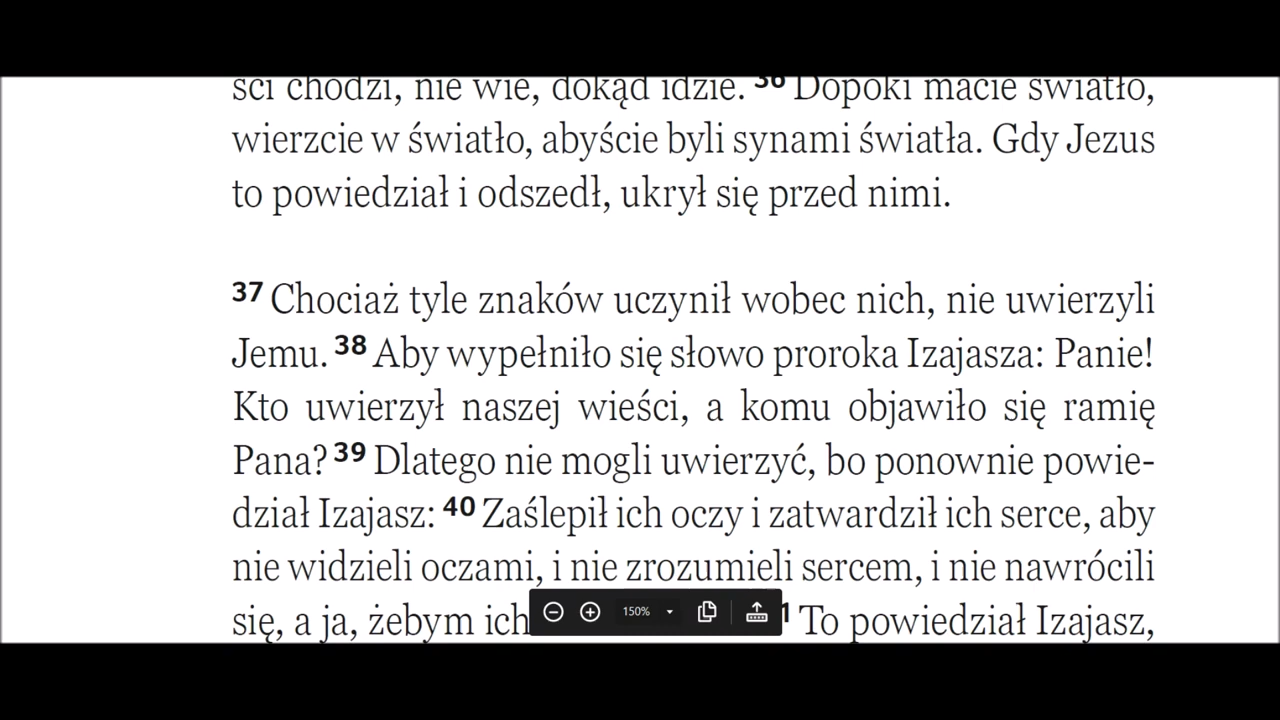 ści chodzi, nie wie, dokąd idzie. 36 Dopóki macie światło,
wierzcie w światło, abyście byli synami światła. Gdy Jezus
to powiedział i odszedł, ukrył się przed nimi.
37 Chociaż tyle znaków uczynił wobec nich, nie uwierzyli
Jemu. 38 Aby wypełniło się słowo proroka Izajasza: Panie!
Kto uwierzył naszej wieści, a komu objawiło się ramię
Pana? 39 Dlatego nie mogli uwierzyć, bo ponownie powie-
dział Izajasz: 40 Zaślepił ich oczy i zatwardził ich serce, aby
nie widzieli oczami, i nie zrozumieli sercem, i nie nawrócili
się, a ja, żebym ich To powiedział Izajasz,
150%